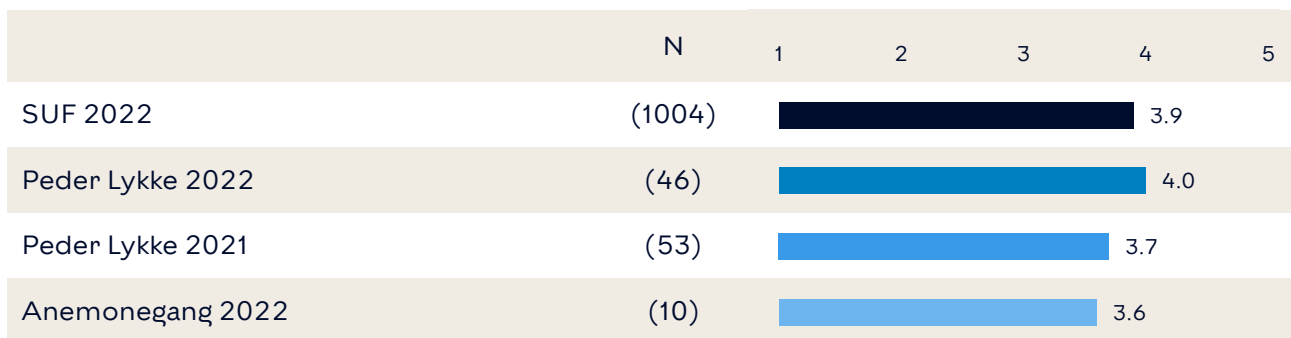 N 1 2 3 4 5
SUF 2022 (1004) 3.9
Peder Lykke 2022 (46) 4.0
Peder Lykke 2021 (53) 3.7
Anemonegang 2022 (10) 3.6